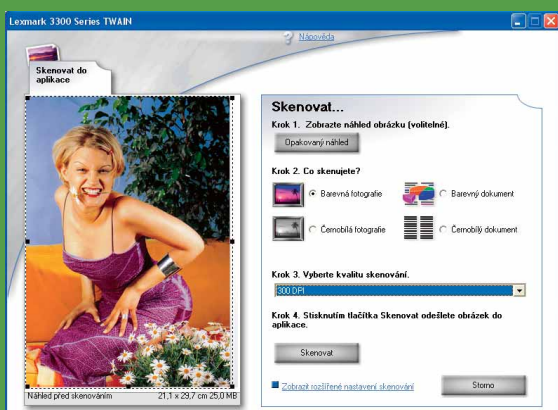 Lexmark 3300 Series TWAIN
? Nápověda
Skenovat do
aplikace
Náhled před skenováním 21,1 x 29,7 cm 25,0 MB
Skenovat...
Krok 1. Zobrazte náhled obrázku (volitelné).
Opakovaný náhled
Krok 2. Co skenujete?
Barevná fotografie
Barevný dokument
Černobílá fotografie
Černobílý dokument
Krok 3. Vyberte kvalitu skenování.
300 DPI
Krok 4. Stisknutím tlačítka Skenovat odešlete obrázek do
aplikace.
Skenovat
Zobrazit rozšířené nastavení skenování
Storno